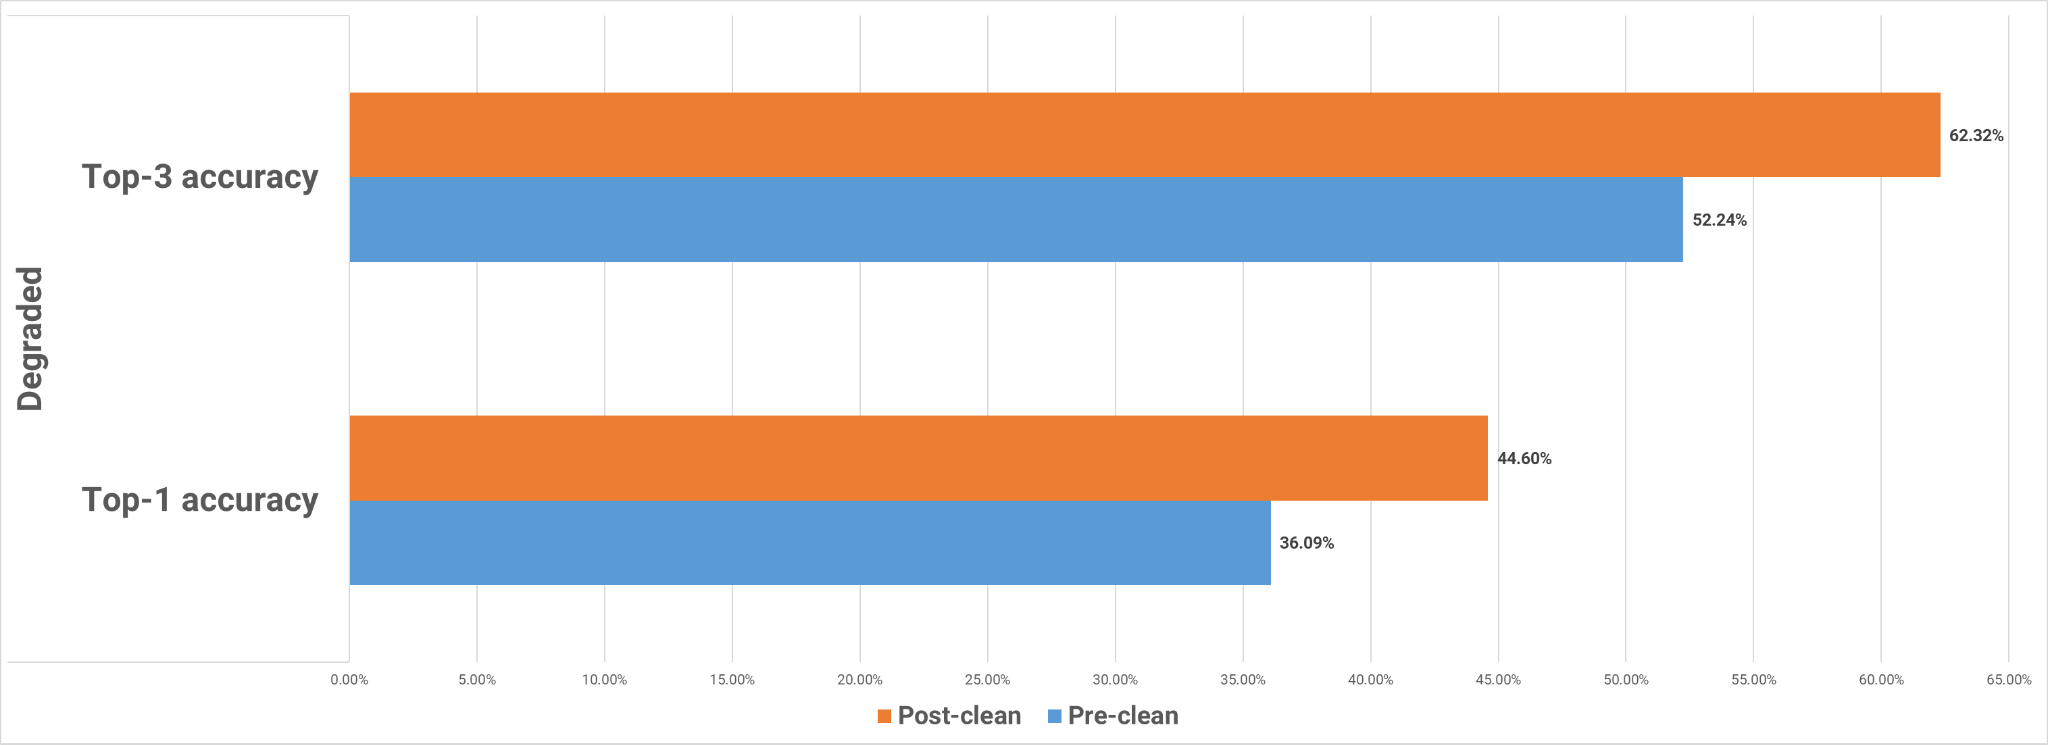 Degraded
Top-3 accuracy
62.32%
52.24%
Top-1 accuracy
44.60%
36.09%
0.00% 5.00% 10.00% 15.00% 20.00% 25.00% 30.00% 35.00% 40.00% 45.00% 50.00% 55.00% 60.00% 65.00%
Post-clean Pre-clean